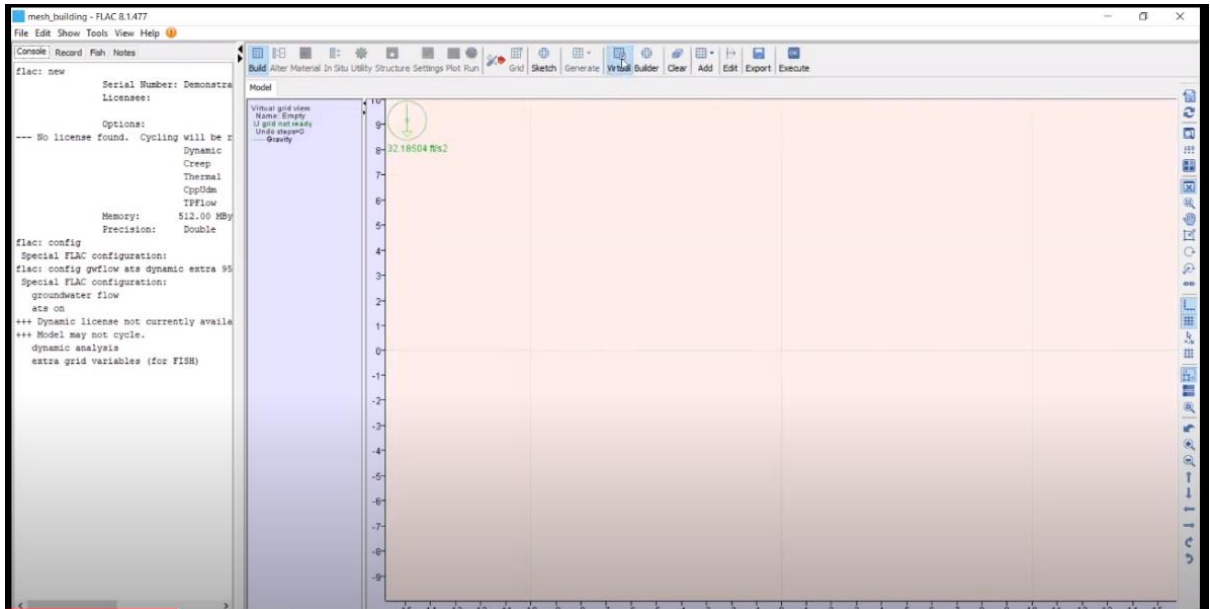 mesh_building - FLAC 8.1.477
File Edit Show Tools View Help
Console Record Fish Notes
flac: new
Serial Number: Demonstra
Licensee:
Options:
--- No license found. Cycling will be r
Dynamic
Creep
Thermal
CppUdm
TPFlow
Memory: 512.00 MBy
Precision: Double
flac: config
Special FLAC configuration:
flac: config gwflow ats dynamic extra 95
Special FLAC configuration:
groundwater flow
ats on
+++ Dynamic license not currently availa
+++ Model may not cycle.
dynamic analysis
extra grid variables (for FISH)
Build Alter Material In Situ Utility Structure Settings Plot Run Grid Sketch Generate Virtual Builder Clear Add Edit Export Execute
Model
Virtual grid view
Name: Empty
IJ grid not ready
Undo steps=0
Gravity
10
9
8
32.18504 ft/s2
7
6
5
4
3
2
1
0
-1
-2
-3
-4
-5
-6
-7
-8
-9